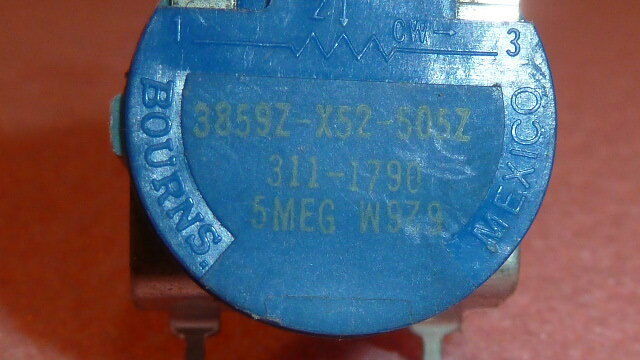 2
1 CW→ 3
BOURNS.
3859Z-X52-505Z
311-1790
5MEG W979
MEXICO